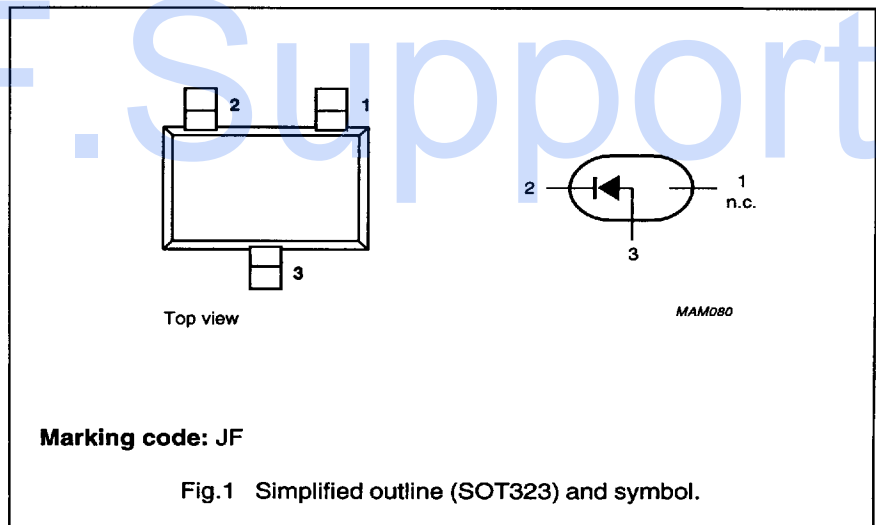 F.Support
2
1
3
Top view
2
1
n.c.
3
MAM080
Marking code: JF
Fig.1 Simplified outline (SOT323) and symbol.